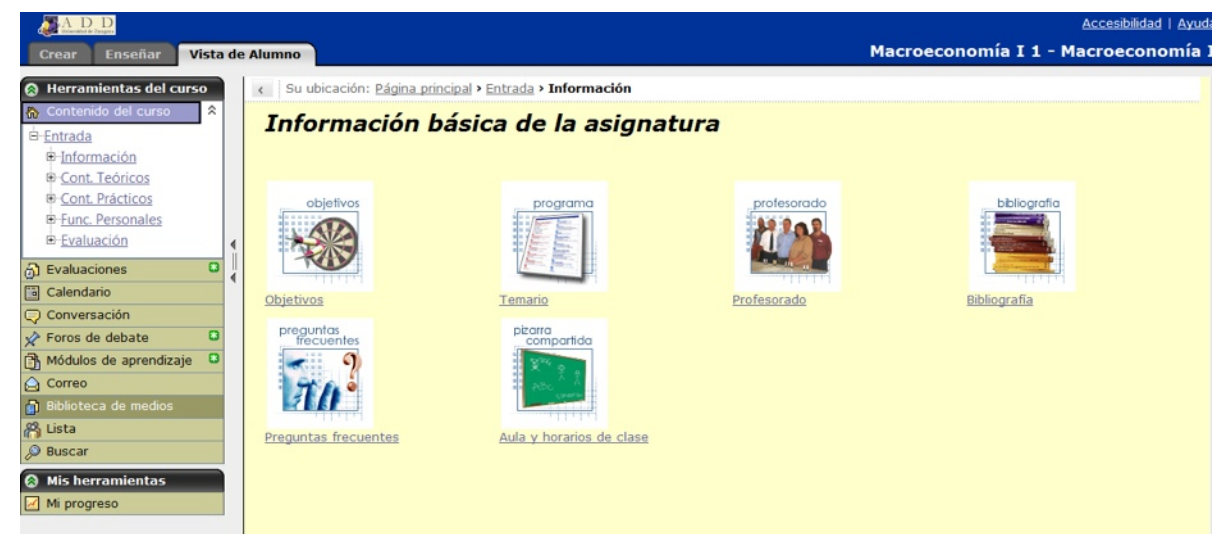 A D D
Accesibilidad | Ayuda
Crear Enseñar Vista de Alumno
Macroeconomía I 1 - Macroeconomía I
Herramientas del curso
Contenido del curso
Entrada
Información
Cont. Teóricos
Cont. Prácticos
Func. Personales
Evaluación
Evaluaciones
Calendario
Conversación
Foros de debate
Módulos de aprendizaje
Correo
Biblioteca de medios
Lista
Buscar
Mis herramientas
Mi progreso
Su ubicación: Página principal › Entrada › Información
Información básica de la asignatura
objetivos
Objetivos
programa
Temario
profesorado
Profesorado
bibliografia
Bibliografía
preguntas
frecuentes
Preguntas frecuentes
pizarra
compartida
ABC
Aula y horarios de clase